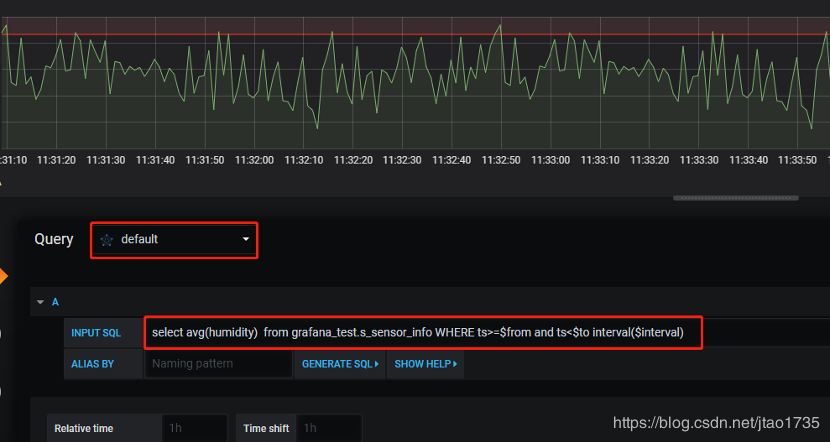 :31:10 11:31:20 11:31:30 11:31:40 11:31:50 11:32:00 11:32:10 11:32:20 11:32:30 11:32:40 11:32:50 11:33:00 11:33:10 11:33:20 11:33:30 11:33:40 11:33:50
Query default
A
INPUT SQL select avg(humidity) from grafana_test.s_sensor_info WHERE ts>=$from and ts<$to interval($interval)
ALIAS BY Naming pattern GENERATE SQL SHOW HELP
Relative time 1h Time shift 1h
https://blog.csdn.net/jtao1735